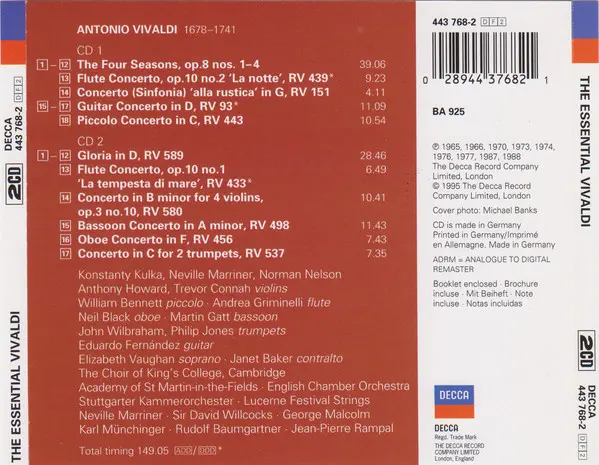 THE ESSENTIAL VIVALDI
2CD
DECCA
443 768-2 DF2
ANTONIO VIVALDI 1678–1741
CD 1
1 – 12 The Four Seasons, op.8 nos. 1–4 39.06
13 Flute Concerto, op.10 no.2 ‘La notte’, RV 439* 9.23
14 Concerto (Sinfonia) ‘alla rustica’ in G, RV 151 4.11
15 – 17 Guitar Concerto in D, RV 93* 11.09
18 Piccolo Concerto in C, RV 443 10.54
CD 2
1 – 12 Gloria in D, RV 589 28.46
13 Flute Concerto, op.10 no.1 6.49
‘La tempesta di mare’, RV 433*
14 Concerto in B minor for 4 violins, 10.41
op.3 no.10, RV 580
15 Bassoon Concerto in A minor, RV 498 11.43
16 Oboe Concerto in F, RV 456 7.43
17 Concerto in C for 2 trumpets, RV 537 7.35
Konstanty Kulka, Neville Marriner, Norman Nelson
Anthony Howard, Trevor Connah violins
William Bennett piccolo · Andrea Griminelli flute
Neil Black oboe · Martin Gatt bassoon
John Wilbraham, Philip Jones trumpets
Eduardo Fernández guitar
Elizabeth Vaughan soprano · Janet Baker contralto
The Choir of King's College, Cambridge
Academy of St Martin-in-the-Fields · English Chamber Orchestra
Stuttgarter Kammerorchester · Lucerne Festival Strings
Neville Marriner · Sir David Willcocks · George Malcolm
Karl Münchinger · Rudolf Baumgartner · Jean-Pierre Rampal
Total timing 149.05 ADD/DDD*
443 768-2 DF2
0 28944 37682 1
BA 925
℗ 1965, 1966, 1970, 1973, 1974,
1976, 1977, 1987, 1988
The Decca Record Company
Limited, London
© 1995 The Decca Record
Company Limited, London
Cover photo: Michael Banks
CD is made in Germany
Printed in Germany/Imprimé
en Allemagne. Made in Germany
ADRM = ANALOGUE TO DIGITAL
REMASTER
Booklet enclosed · Brochure
incluse · Mit Beiheft · Note
incluse · Notas incluidas
DECCA
DECCA
Regd. Trade Mark
THE DECCA RECORD
COMPANY LIMITED
London, England
THE ESSENTIAL VIVALDI
2CD
DECCA
443 768-2 DF2